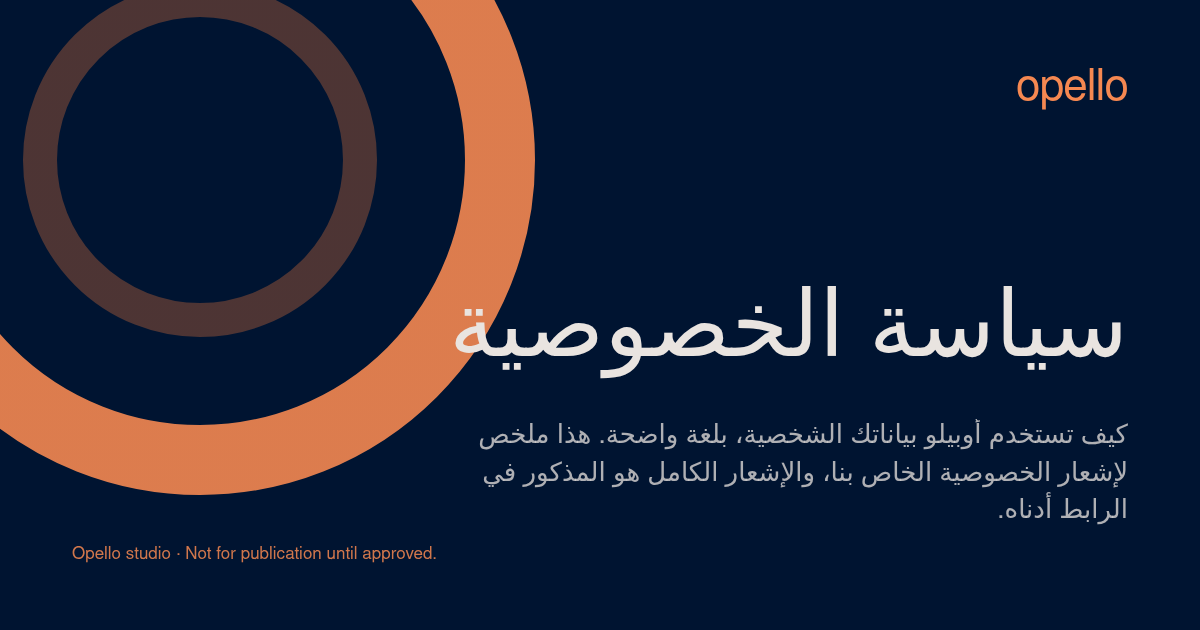 opello
سياسة الخصوصية
كيف تستخدم أوبيلو بياناتك الشخصية، بلغة واضحة. هذا ملخص
لإشعار الخصوصية الخاص بنا، والإشعار الكامل هو المذكور في
الرابط أدناه.
Opello studio · Not for publication until approved.